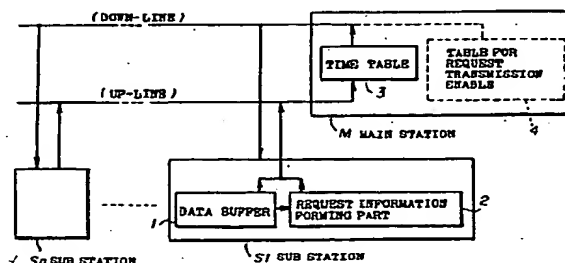 (DOWN-LINE)
TIME TABLE
3
TABLE FOR
REQUEST
TRANSMISSION
ENABLE
4
(UP-LINE)
M MAIN STATION
1
DATA BUFFER
REQUEST INFORMATION
FORMING PART
2
Sn SUB STATION
S1 SUB STATION